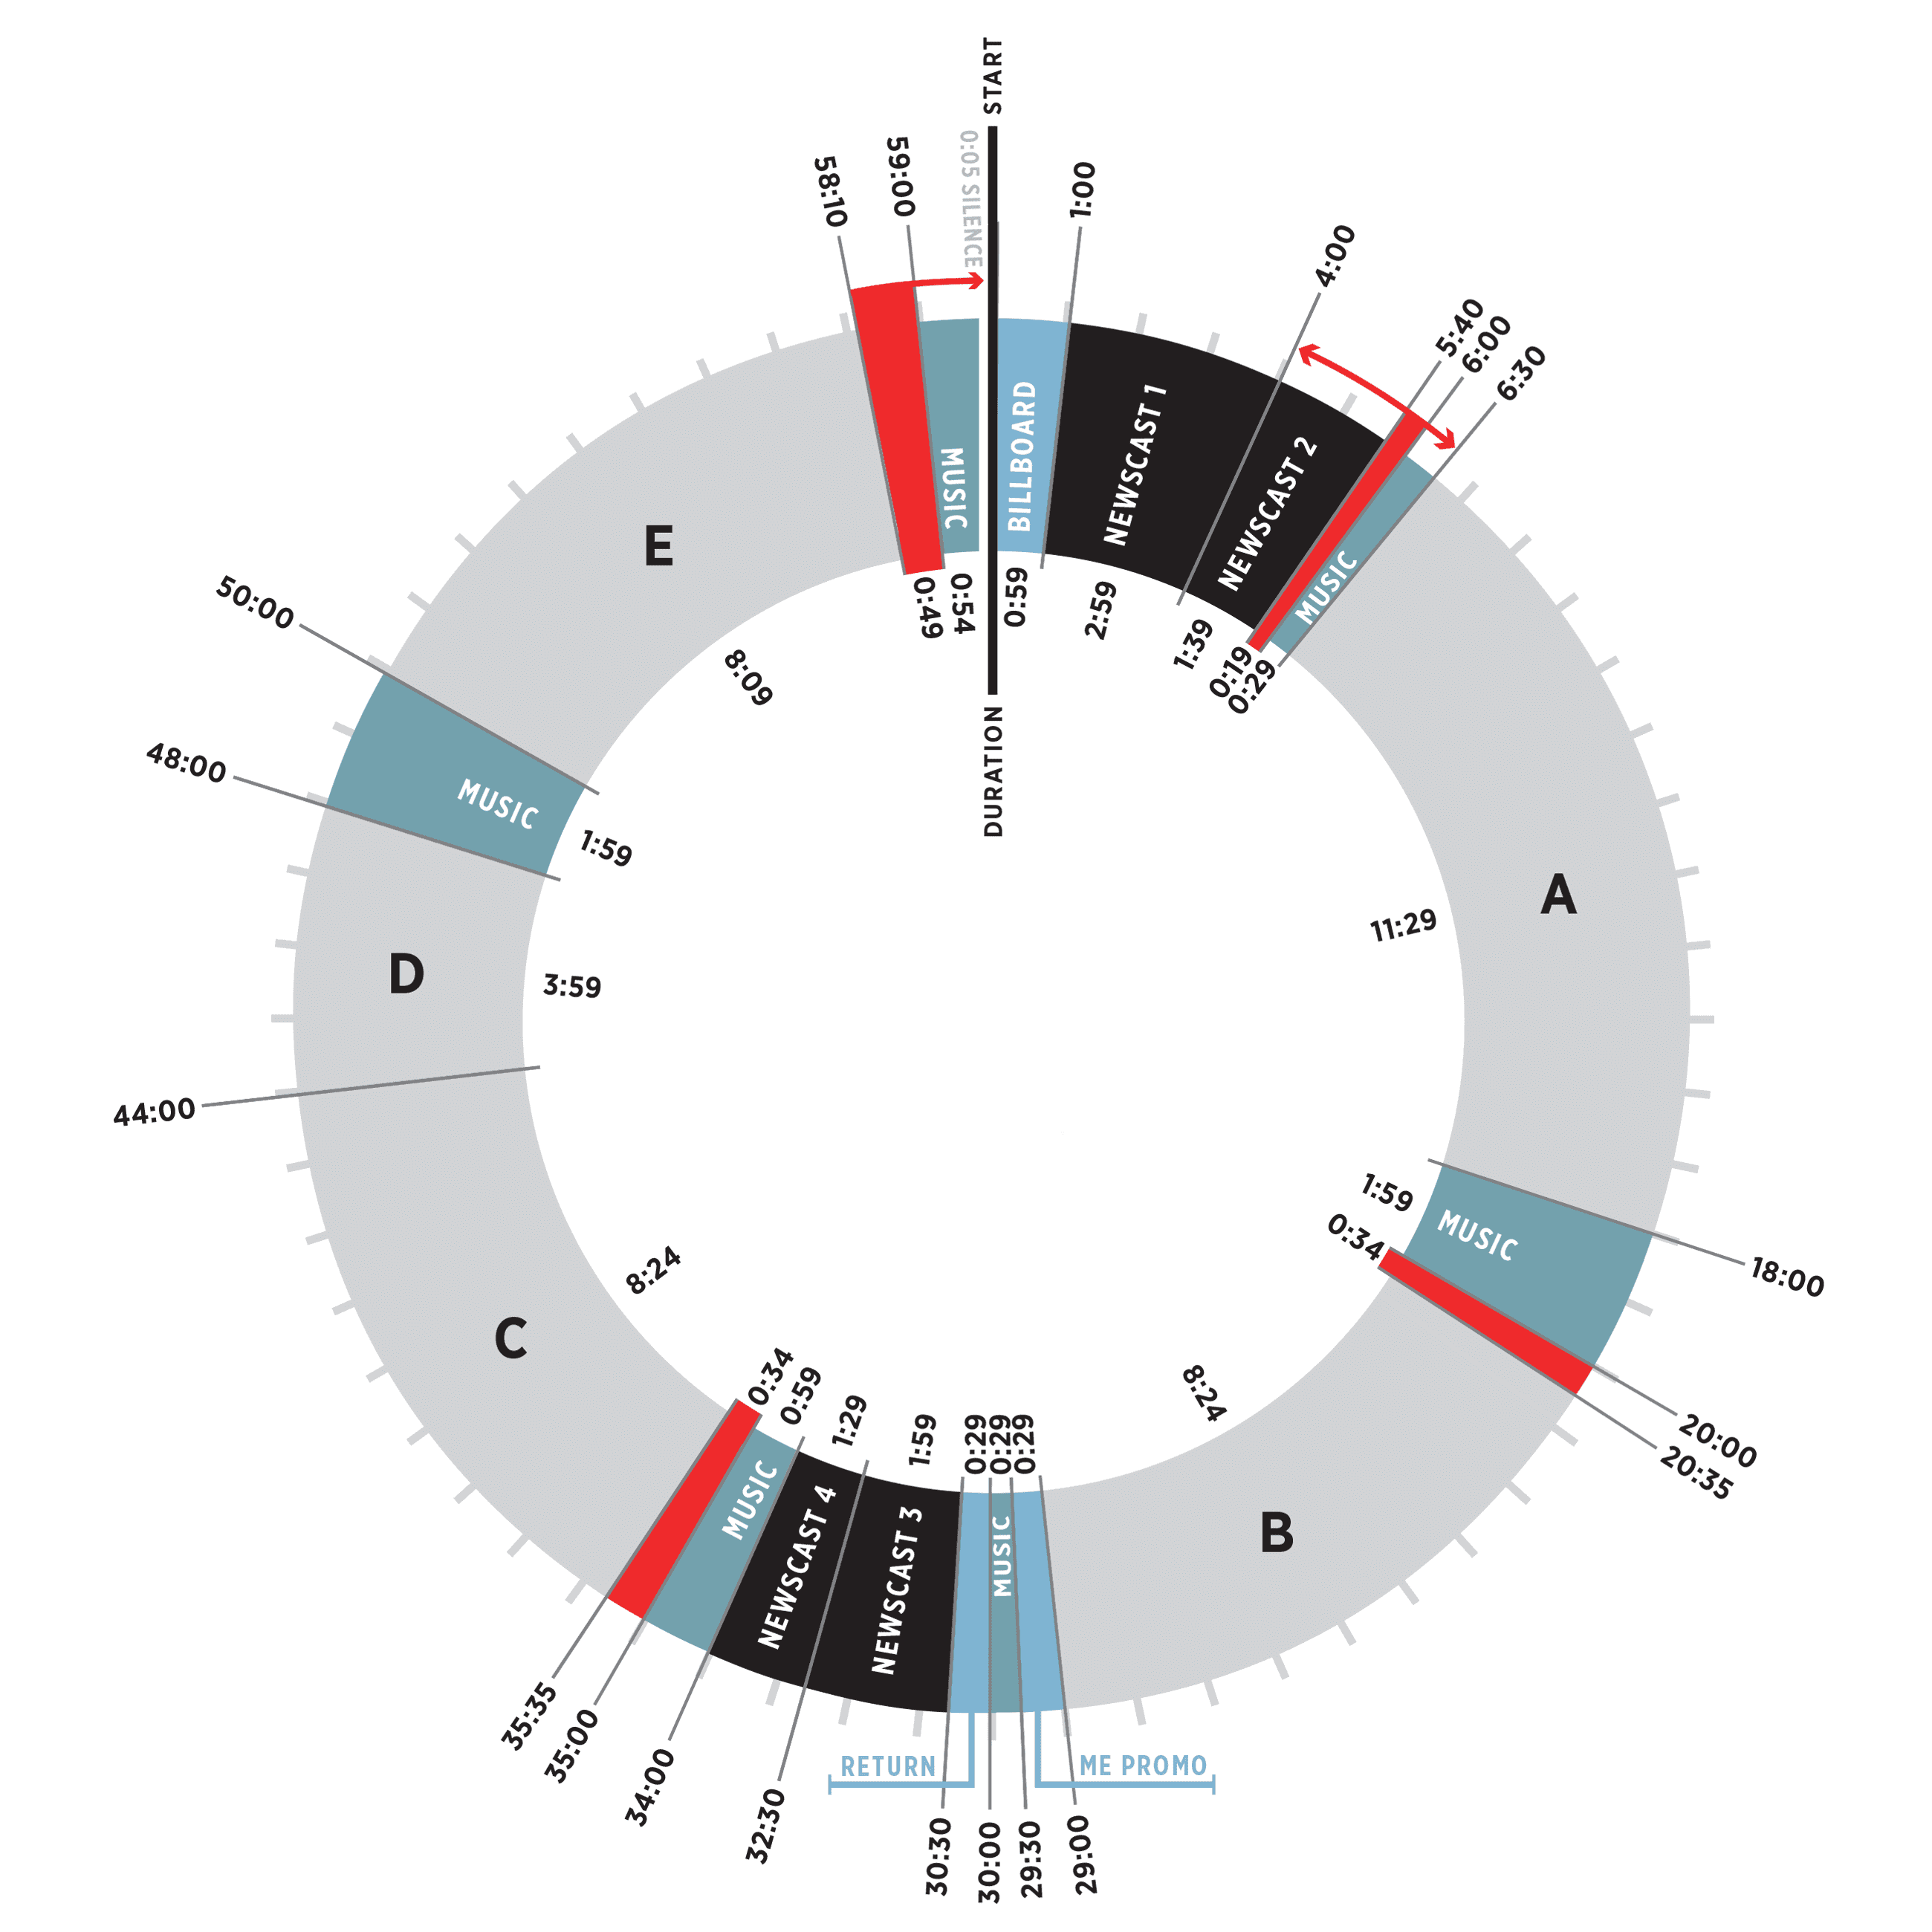 START
0:05 SILENCE
DURATION
1:00
4:00
5:40
6:00
6:30
18:00
20:00
20:35
29:00
29:30
30:00
30:30
32:30
34:00
35:00
35:35
44:00
48:00
50:00
58:10
59:00
BILLBOARD
NEWSCAST 1
NEWSCAST 2
MUSIC
A
MUSIC
B
ME PROMO
MUSIC
RETURN
NEWSCAST 3
NEWSCAST 4
MUSIC
C
D
MUSIC
E
MUSIC
0:59
2:59
1:39
0:19
0:29
11:29
1:59
0:34
8:24
0:29
0:29
0:29
1:59
1:29
0:59
0:34
8:24
3:59
1:59
8:09
0:49
0:54